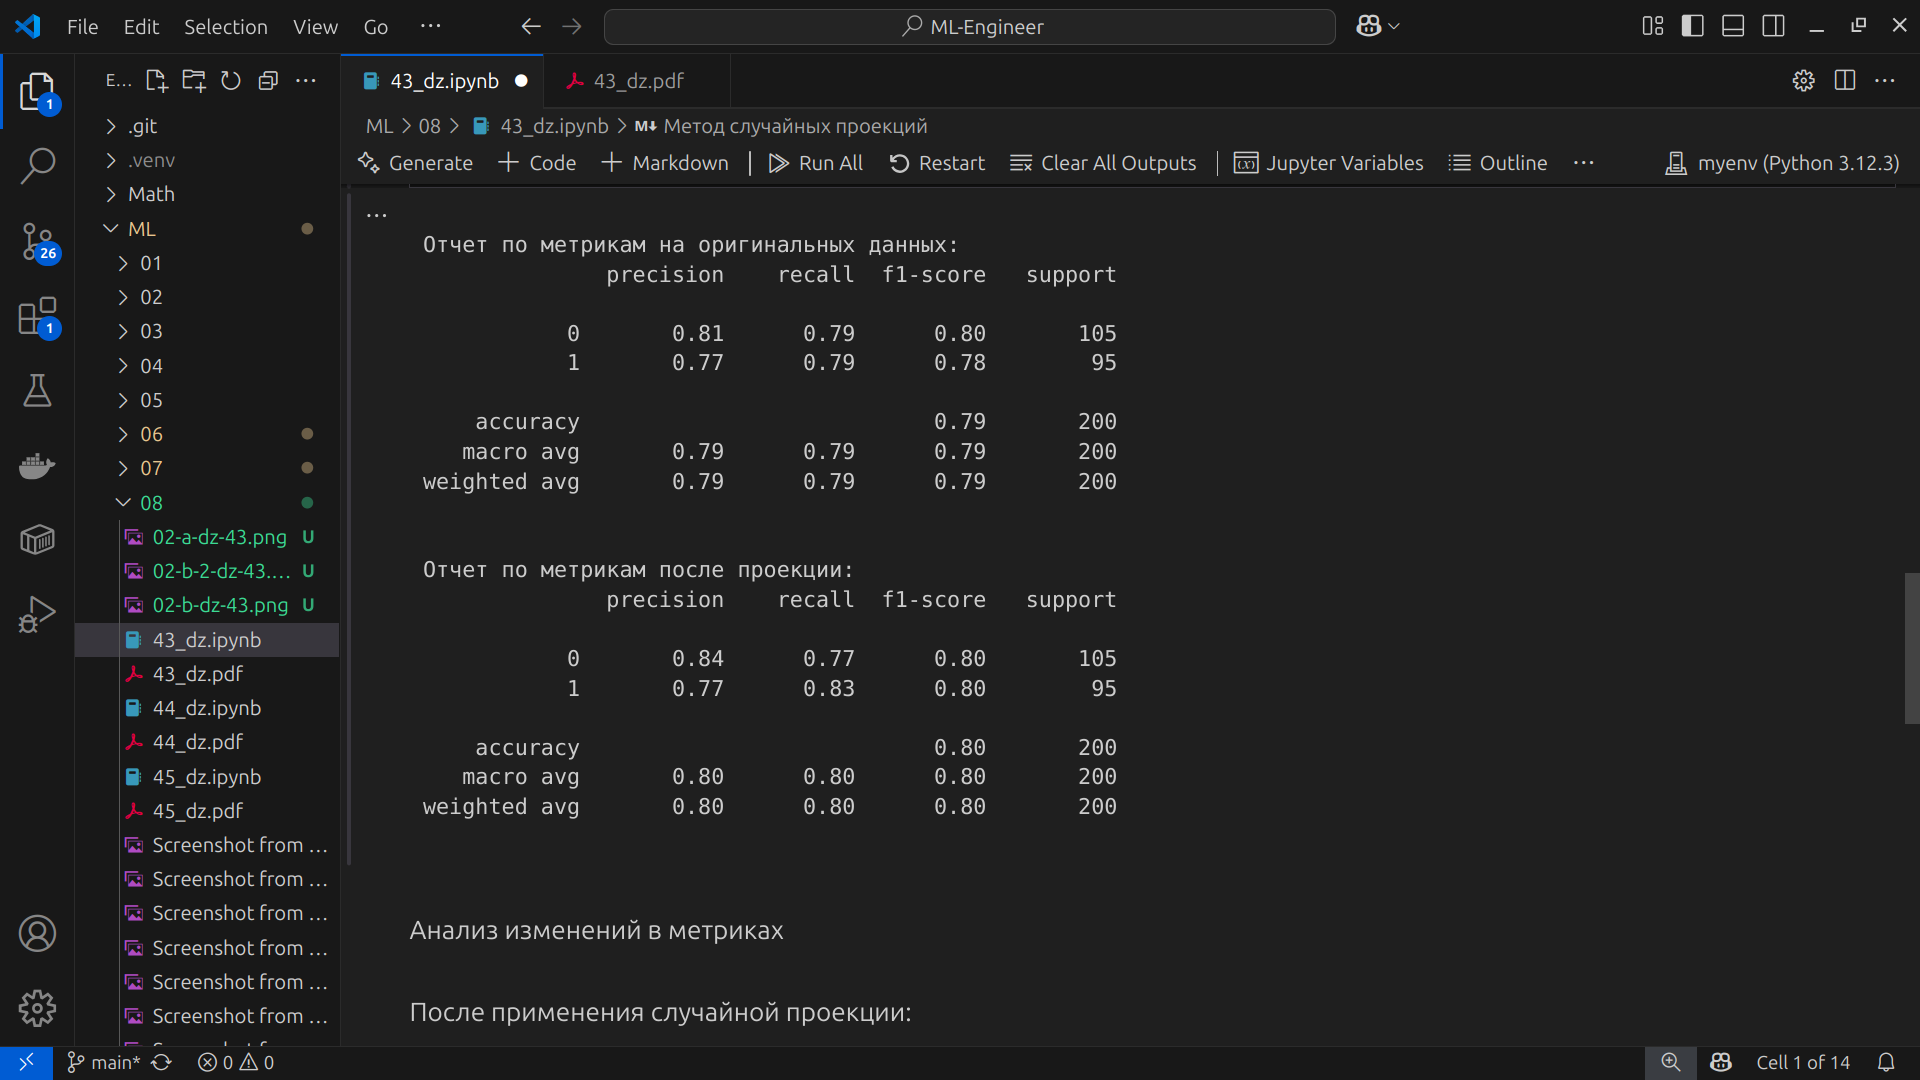 File Edit Selection View Go ··· ML-Engineer
E... 43_dz.ipynb 43_dz.pdf
ML > 08 > 43_dz.ipynb > M↓ Метод случайных проекций
Generate + Code + Markdown | Run All Restart Clear All Outputs | Jupyter Variables Outline ··· myenv (Python 3.12.3)
1
26
1
.git
.venv
Math
ML
01
02
03
04
05
06
07
08
02-a-dz-43.png U
02-b-2-dz-43.... U
02-b-dz-43.png U
43_dz.ipynb
43_dz.pdf
44_dz.ipynb
44_dz.pdf
45_dz.ipynb
45_dz.pdf
Screenshot from ...
Screenshot from ...
Screenshot from ...
Screenshot from ...
Screenshot from ...
Screenshot from ...
...
Отчет по метрикам на оригинальных данных:
precision recall f1-score support
0 0.81 0.79 0.80 105
1 0.77 0.79 0.78 95
accuracy 0.79 200
macro avg 0.79 0.79 0.79 200
weighted avg 0.79 0.79 0.79 200
Отчет по метрикам после проекции:
precision recall f1-score support
0 0.84 0.77 0.80 105
1 0.77 0.83 0.80 95
accuracy 0.80 200
macro avg 0.80 0.80 0.80 200
weighted avg 0.80 0.80 0.80 200
Анализ изменений в метриках
После применения случайной проекции:
main* 0 0 Cell 1 of 14